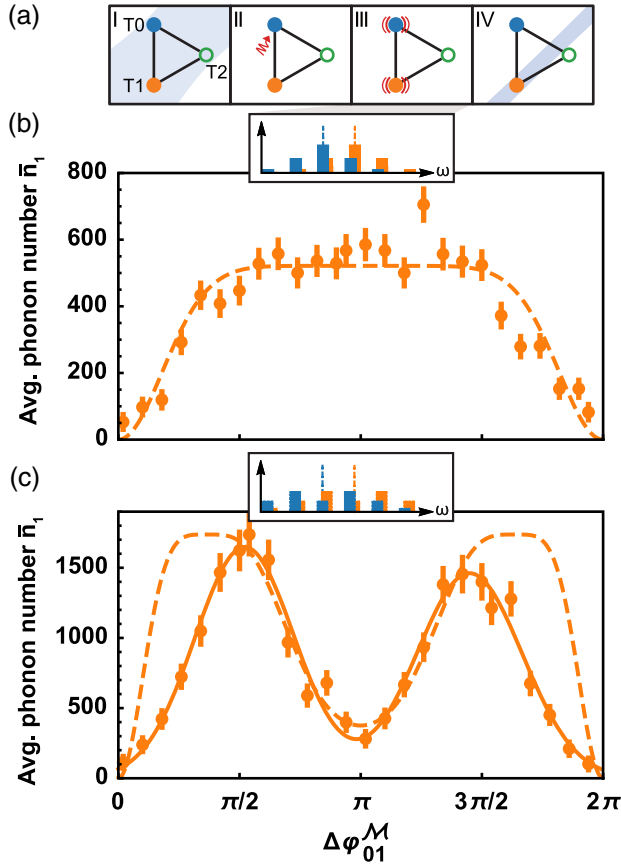 (a)
I II III IV
T0
T1 T2
(b)
ω
800
600
400
200
0
Avg. phonon number n̄₁
(c)
ω
1500
1000
500
0
Avg. phonon number n̄₁
0 π/2 π 3π/2 2π
Δφ₀₁ᴹ